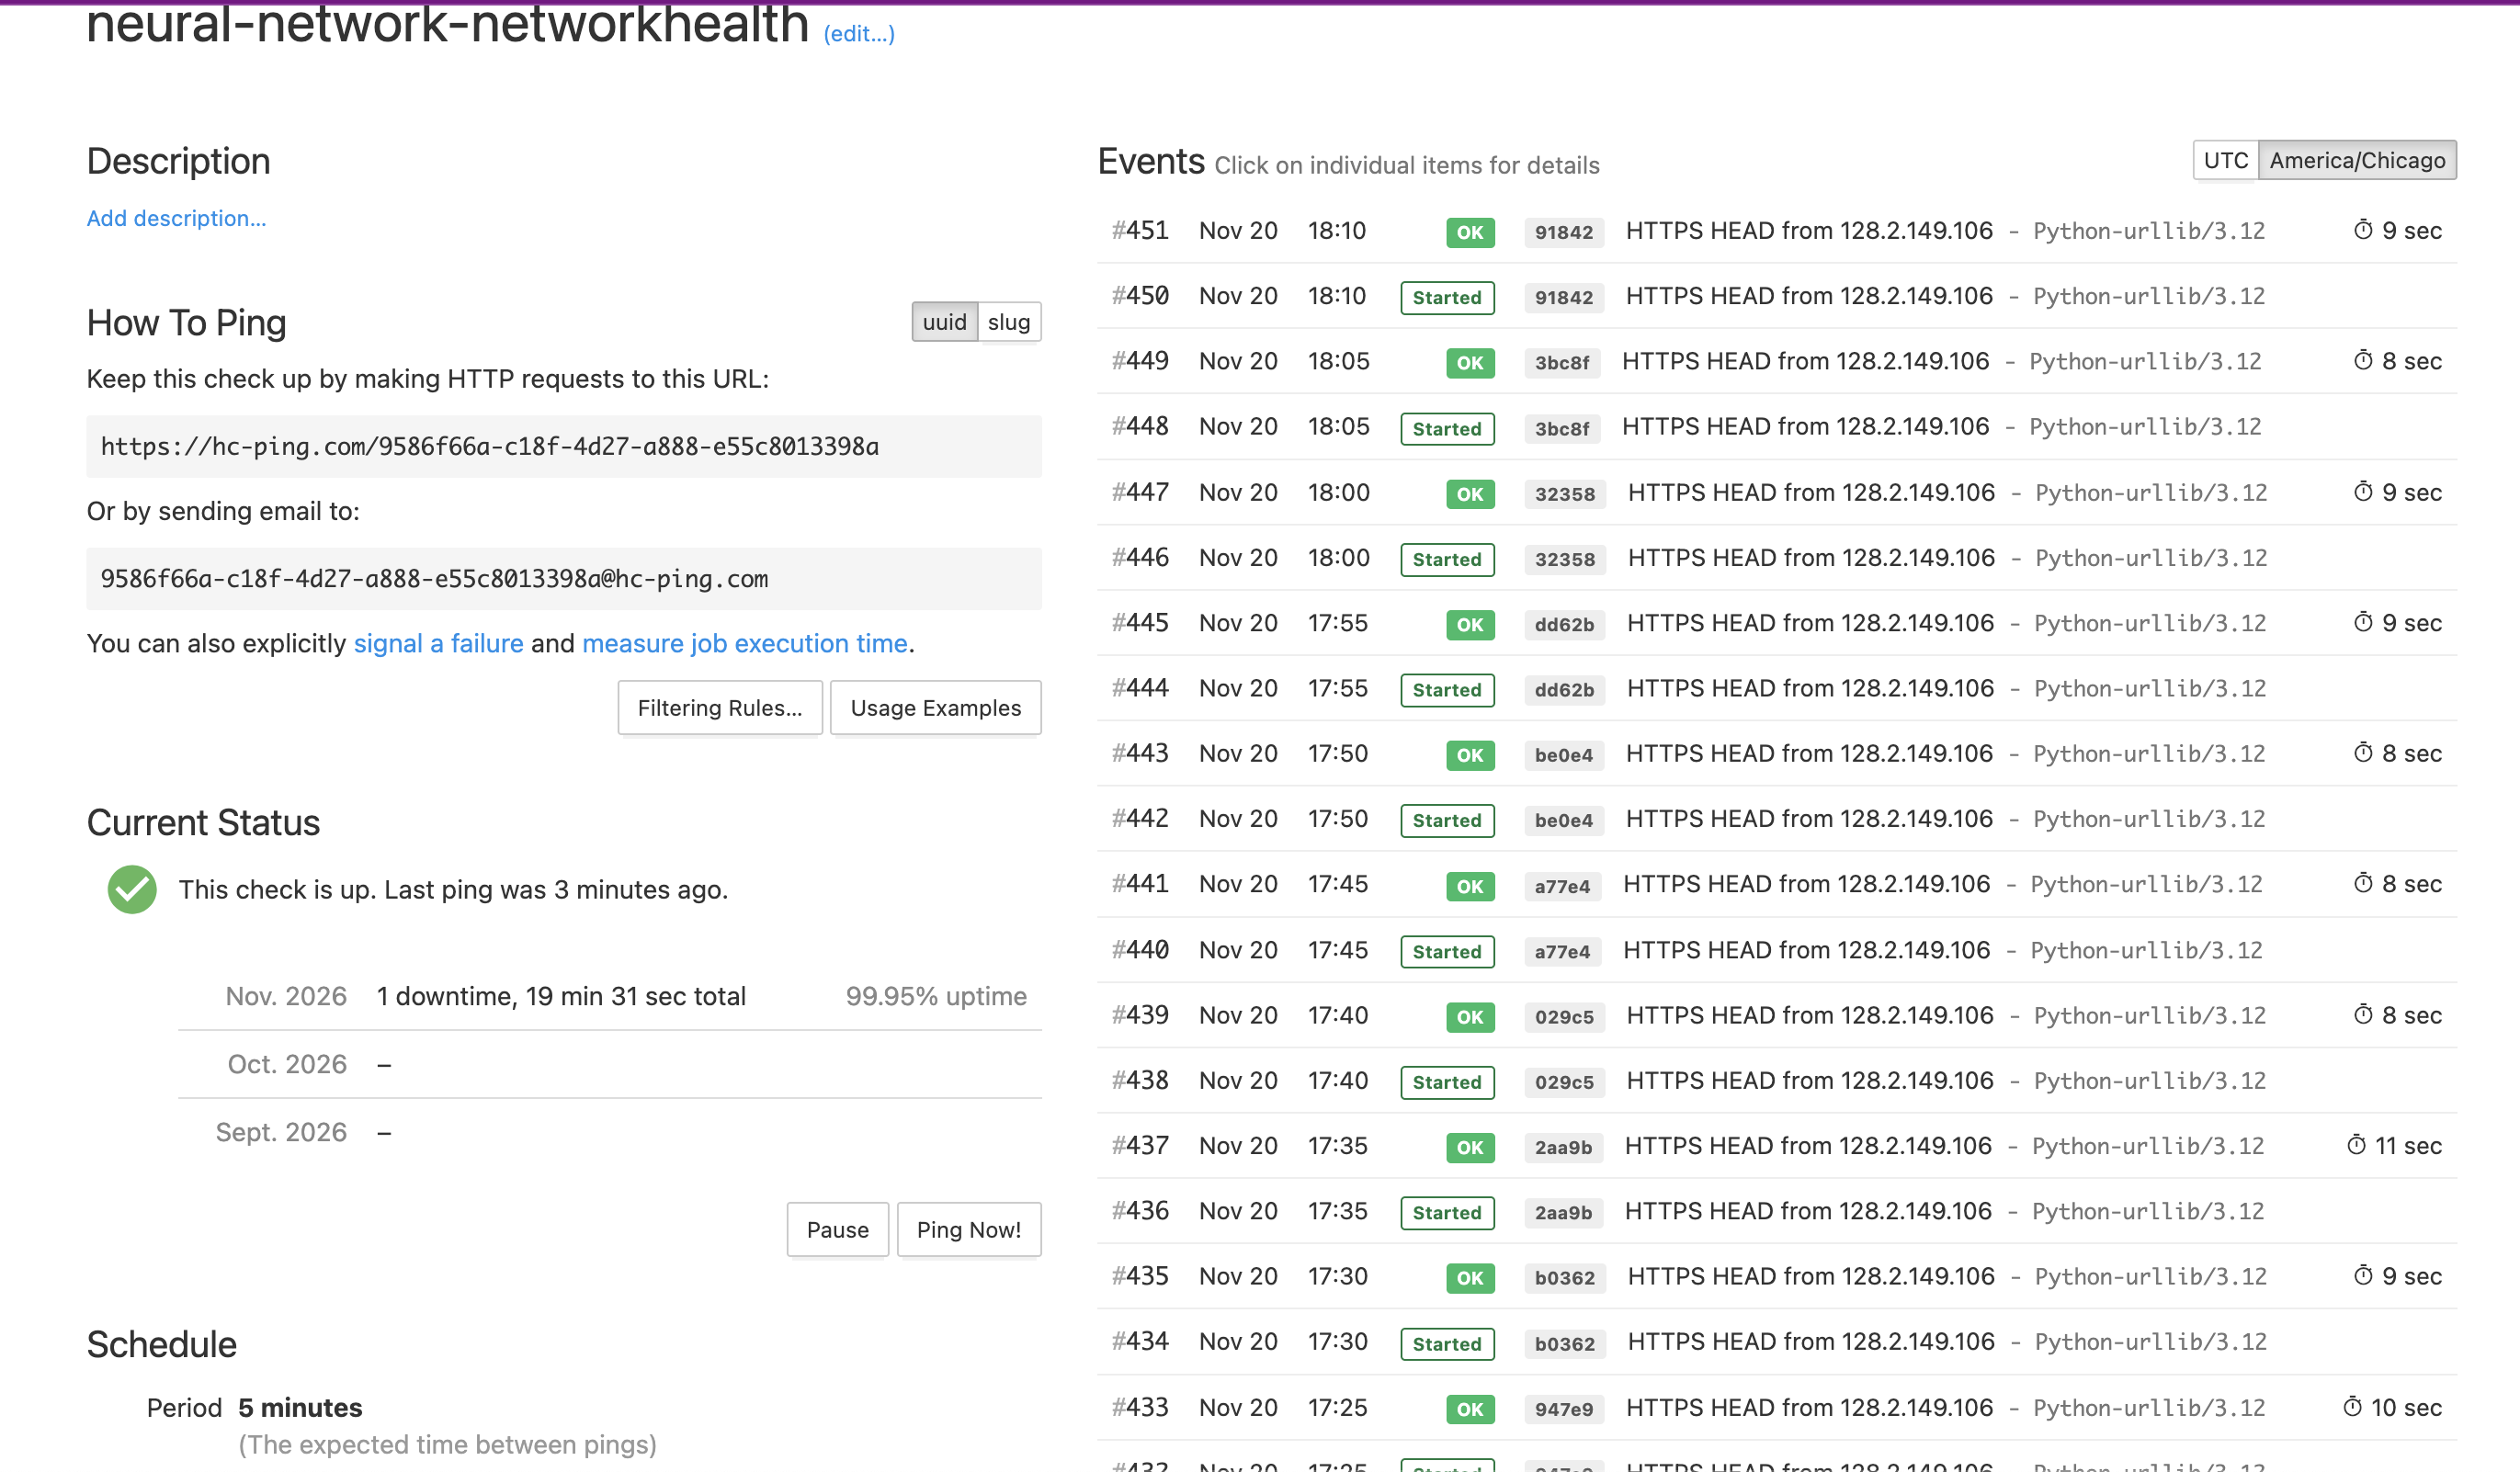 neural-network-networkhealth (edit...)
Description
Add description...
How To Ping
uuid slug
Keep this check up by making HTTP requests to this URL:
https://hc-ping.com/9586f66a-c18f-4d27-a888-e55c8013398a
Or by sending email to:
9586f66a-c18f-4d27-a888-e55c8013398a@hc-ping.com
You can also explicitly signal a failure and measure job execution time.
Filtering Rules... Usage Examples
Current Status
This check is up. Last ping was 3 minutes ago.
Nov. 2026 1 downtime, 19 min 31 sec total 99.95% uptime
Oct. 2026 –
Sept. 2026 –
Pause Ping Now!
Schedule
Period 5 minutes
(The expected time between pings)
Events Click on individual items for details
UTC America/Chicago
#451 Nov 20 18:10 OK 91842 HTTPS HEAD from 128.2.149.106 - Python-urllib/3.12 9 sec
#450 Nov 20 18:10 Started 91842 HTTPS HEAD from 128.2.149.106 - Python-urllib/3.12
#449 Nov 20 18:05 OK 3bc8f HTTPS HEAD from 128.2.149.106 - Python-urllib/3.12 8 sec
#448 Nov 20 18:05 Started 3bc8f HTTPS HEAD from 128.2.149.106 - Python-urllib/3.12
#447 Nov 20 18:00 OK 32358 HTTPS HEAD from 128.2.149.106 - Python-urllib/3.12 9 sec
#446 Nov 20 18:00 Started 32358 HTTPS HEAD from 128.2.149.106 - Python-urllib/3.12
#445 Nov 20 17:55 OK dd62b HTTPS HEAD from 128.2.149.106 - Python-urllib/3.12 9 sec
#444 Nov 20 17:55 Started dd62b HTTPS HEAD from 128.2.149.106 - Python-urllib/3.12
#443 Nov 20 17:50 OK be0e4 HTTPS HEAD from 128.2.149.106 - Python-urllib/3.12 8 sec
#442 Nov 20 17:50 Started be0e4 HTTPS HEAD from 128.2.149.106 - Python-urllib/3.12
#441 Nov 20 17:45 OK a77e4 HTTPS HEAD from 128.2.149.106 - Python-urllib/3.12 8 sec
#440 Nov 20 17:45 Started a77e4 HTTPS HEAD from 128.2.149.106 - Python-urllib/3.12
#439 Nov 20 17:40 OK 029c5 HTTPS HEAD from 128.2.149.106 - Python-urllib/3.12 8 sec
#438 Nov 20 17:40 Started 029c5 HTTPS HEAD from 128.2.149.106 - Python-urllib/3.12
#437 Nov 20 17:35 OK 2aa9b HTTPS HEAD from 128.2.149.106 - Python-urllib/3.12 11 sec
#436 Nov 20 17:35 Started 2aa9b HTTPS HEAD from 128.2.149.106 - Python-urllib/3.12
#435 Nov 20 17:30 OK b0362 HTTPS HEAD from 128.2.149.106 - Python-urllib/3.12 9 sec
#434 Nov 20 17:30 Started b0362 HTTPS HEAD from 128.2.149.106 - Python-urllib/3.12
#433 Nov 20 17:25 OK 947e9 HTTPS HEAD from 128.2.149.106 - Python-urllib/3.12 10 sec